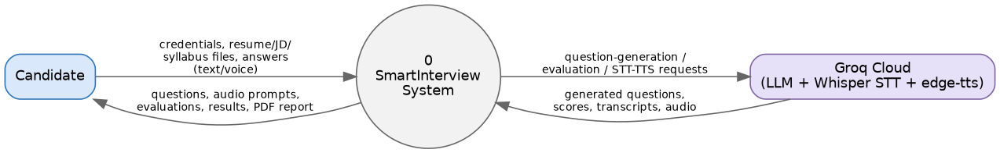 credentials, resume/JD/
syllabus files, answers
(text/voice)
Candidate
questions, audio prompts,
evaluations, results, PDF report
0
SmartInterview
System
question-generation /
evaluation / STT-TTS requests
generated questions,
scores, transcripts, audio
Groq Cloud
(LLM + Whisper STT + edge-tts)